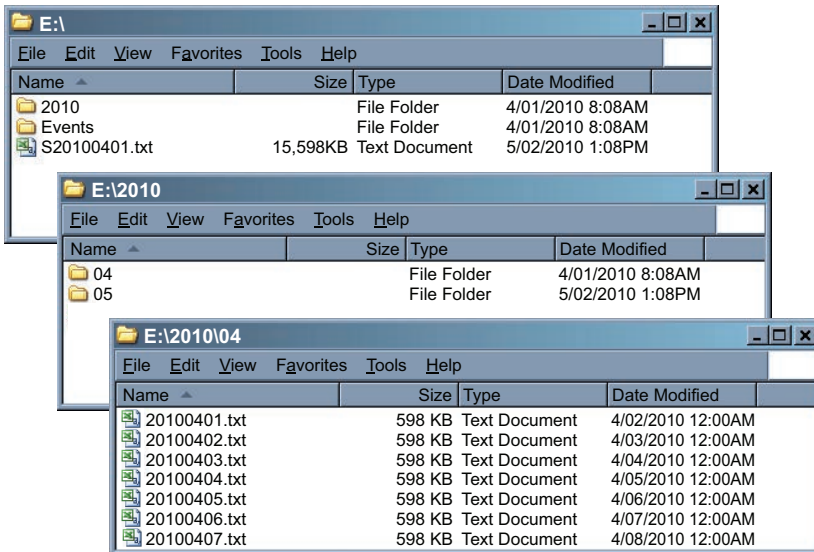 E:\
File Edit View Favorites Tools Help
Name Size Type Date Modified
2010 File Folder 4/01/2010 8:08AM
Events File Folder 4/01/2010 8:08AM
S20100401.txt 15,598KB Text Document 5/02/2010 1:08PM
E:\2010
File Edit View Favorites Tools Help
Name Size Type Date Modified
04 File Folder 4/01/2010 8:08AM
05 File Folder 5/02/2010 1:08PM
E:\2010\04
File Edit View Favorites Tools Help
Name Size Type Date Modified
20100401.txt 598 KB Text Document 4/02/2010 12:00AM
20100402.txt 598 KB Text Document 4/03/2010 12:00AM
20100403.txt 598 KB Text Document 4/04/2010 12:00AM
20100404.txt 598 KB Text Document 4/05/2010 12:00AM
20100405.txt 598 KB Text Document 4/06/2010 12:00AM
20100406.txt 598 KB Text Document 4/07/2010 12:00AM
20100407.txt 598 KB Text Document 4/08/2010 12:00AM